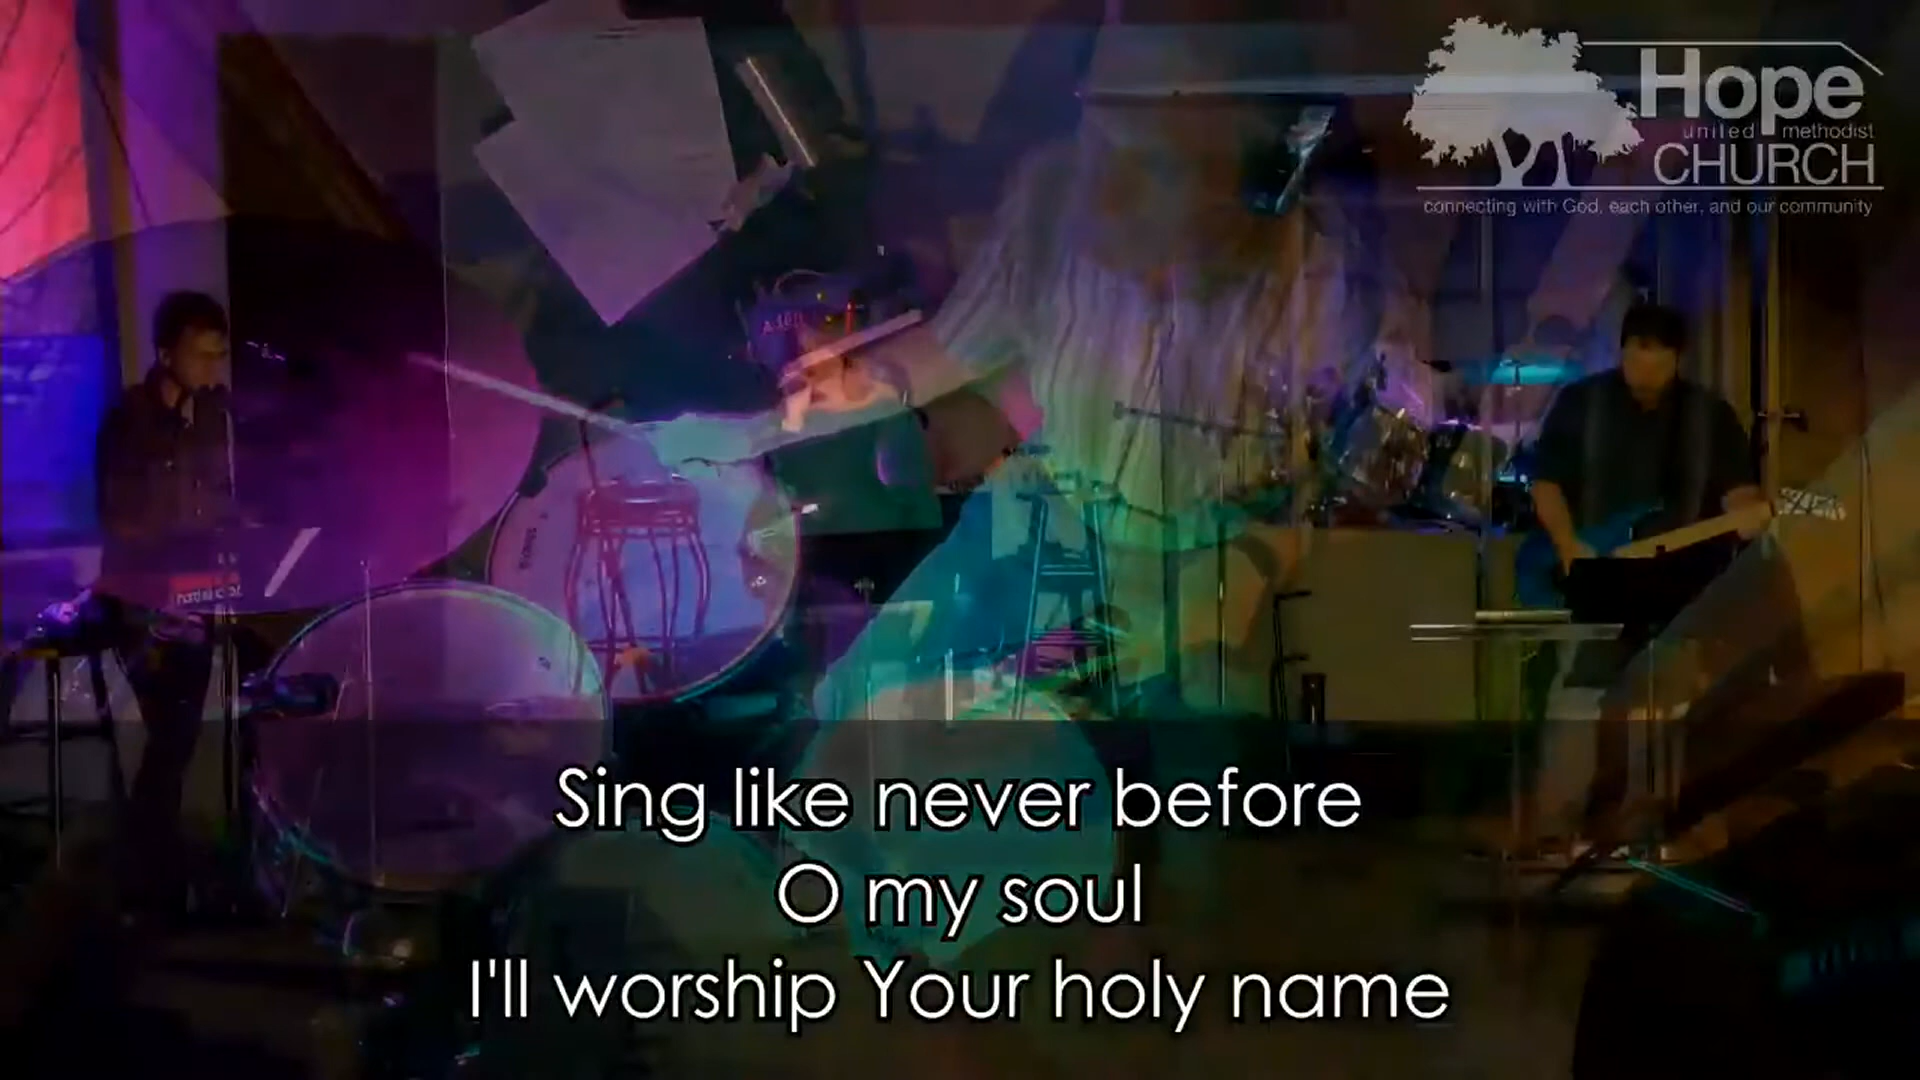 Hope
united methodist
CHURCH
connecting with God, each other, and our community
Sing like never before
O my soul
I'll worship Your holy name